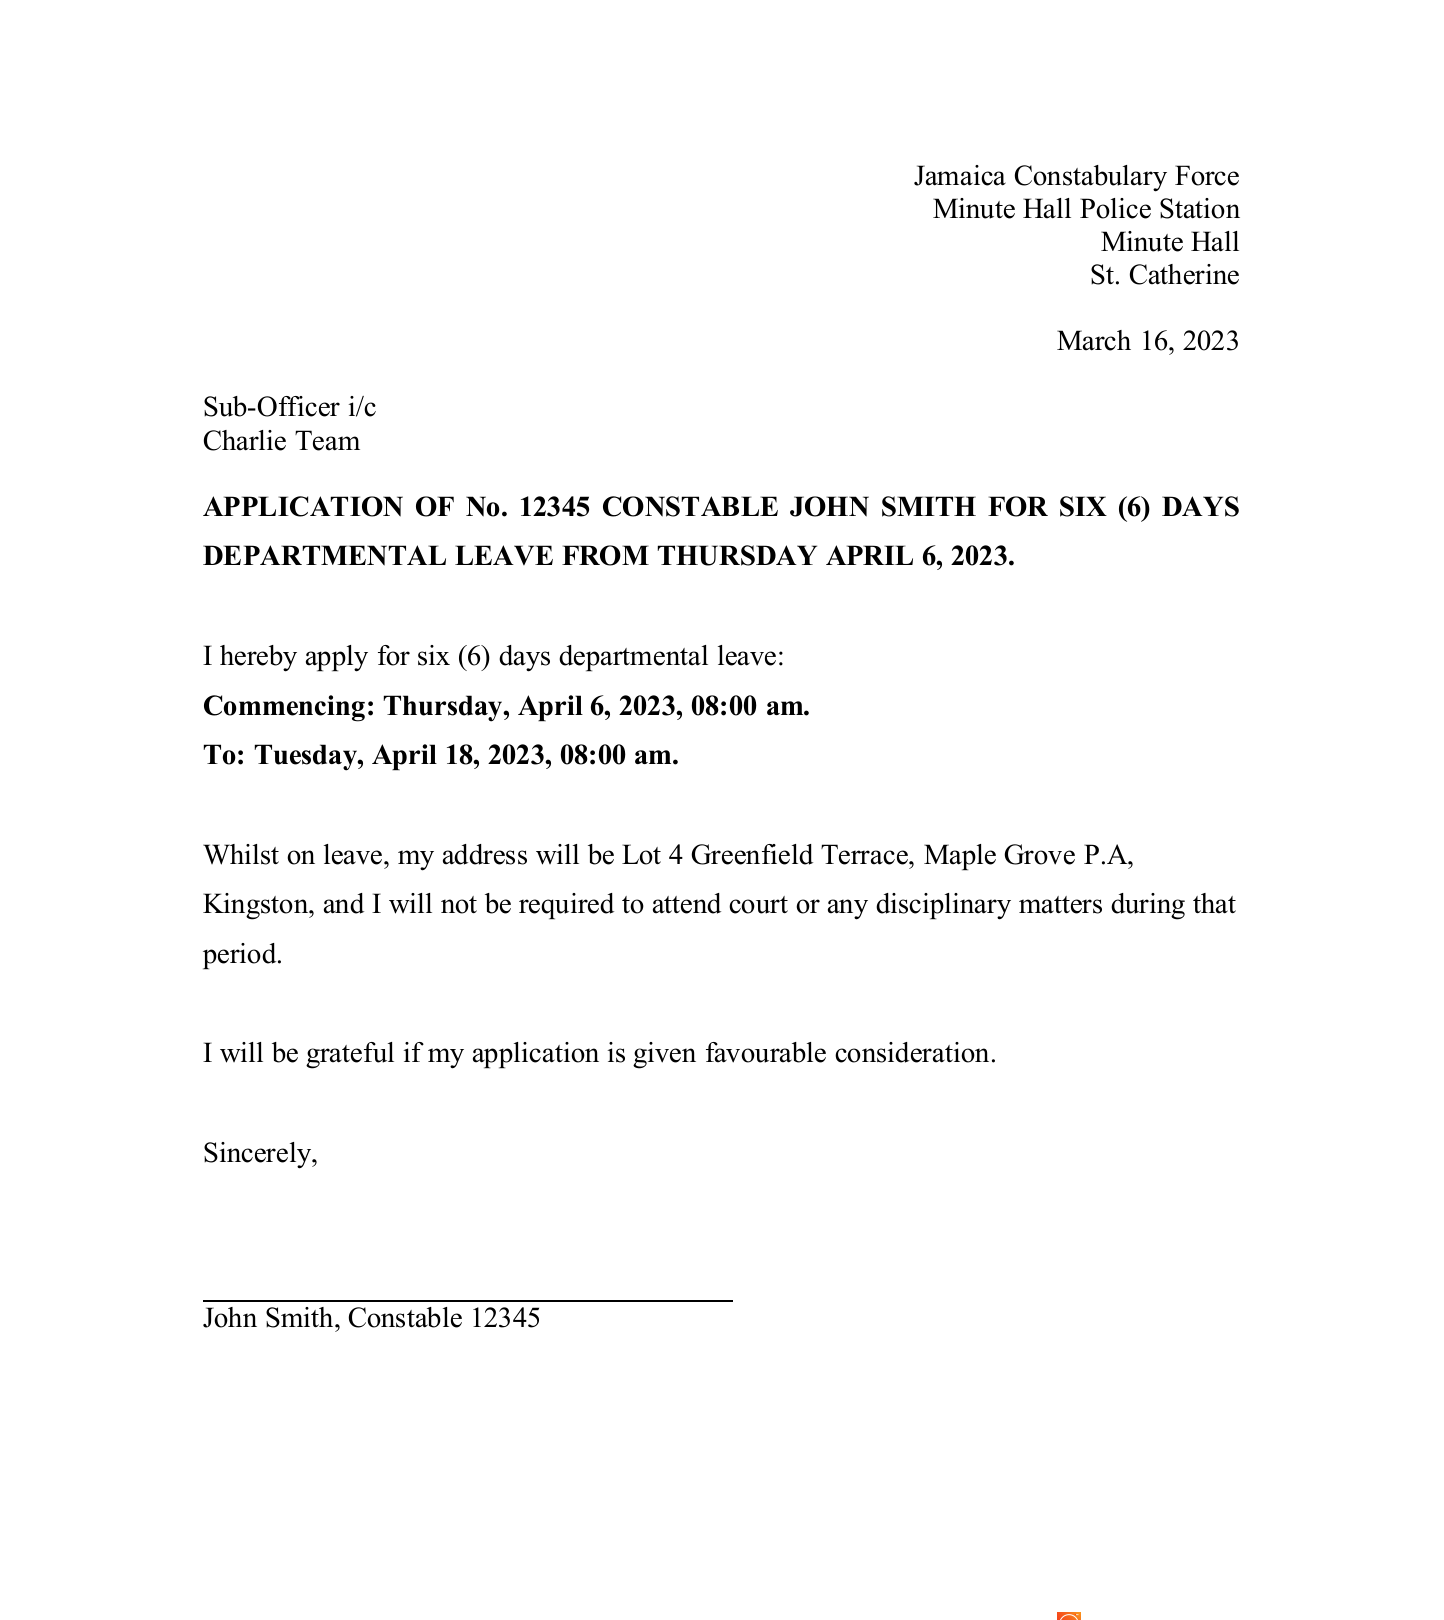 Jamaica Constabulary Force
Minute Hall Police Station
Minute Hall
St. Catherine
March 16, 2023
Sub-Officer i/c
Charlie Team
APPLICATION OF No. 12345 CONSTABLE JOHN SMITH FOR SIX (6) DAYS
DEPARTMENTAL LEAVE FROM THURSDAY APRIL 6, 2023.
I hereby apply for six (6) days departmental leave:
Commencing: Thursday, April 6, 2023, 08:00 am.
To: Tuesday, April 18, 2023, 08:00 am.
Whilst on leave, my address will be Lot 4 Greenfield Terrace, Maple Grove P.A,
Kingston, and I will not be required to attend court or any disciplinary matters during that
period.
I will be grateful if my application is given favourable consideration.
Sincerely,
John Smith, Constable 12345